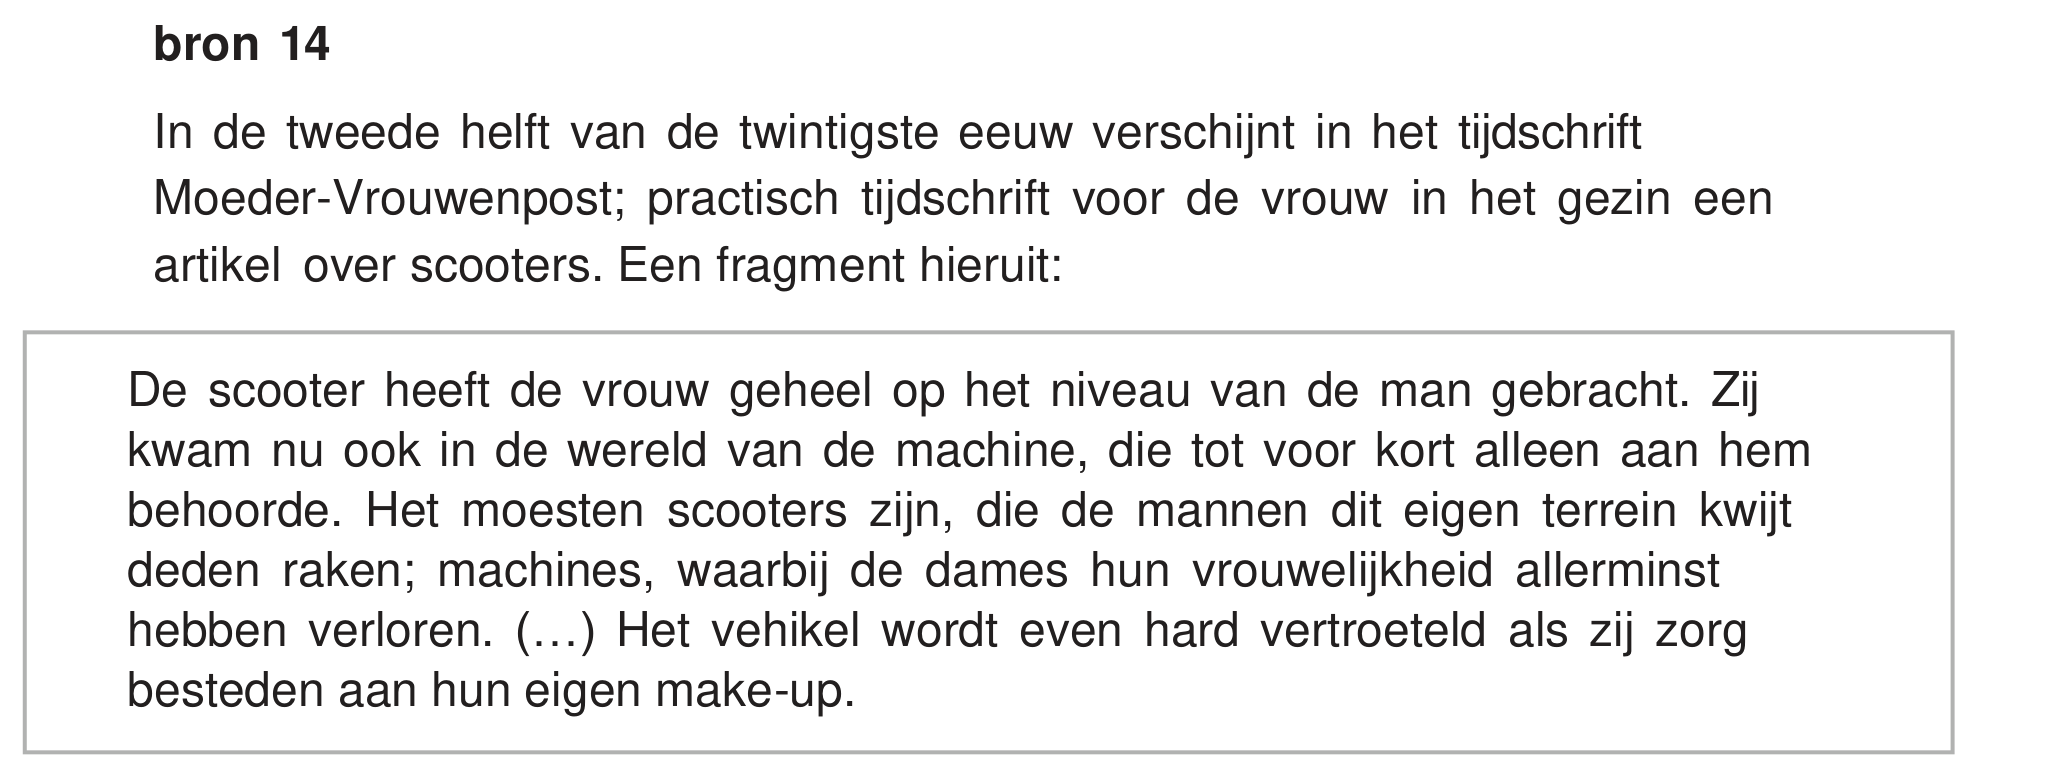 bron 14
In de tweede helft van de twintigste eeuw verschijnt in het tijdschrift
Moeder-Vrouwenpost; practisch tijdschrift voor de vrouw in het gezin een
artikel over scooters. Een fragment hieruit:
De scooter heeft de vrouw geheel op het niveau van de man gebracht. Zij
kwam nu ook in de wereld van de machine, die tot voor kort alleen aan hem
behoorde. Het moesten scooters zijn, die de mannen dit eigen terrein kwijt
deden raken; machines, waarbij de dames hun vrouwelijkheid allerminst
hebben verloren. (…) Het vehikel wordt even hard vertroeteld als zij zorg
besteden aan hun eigen make-up.